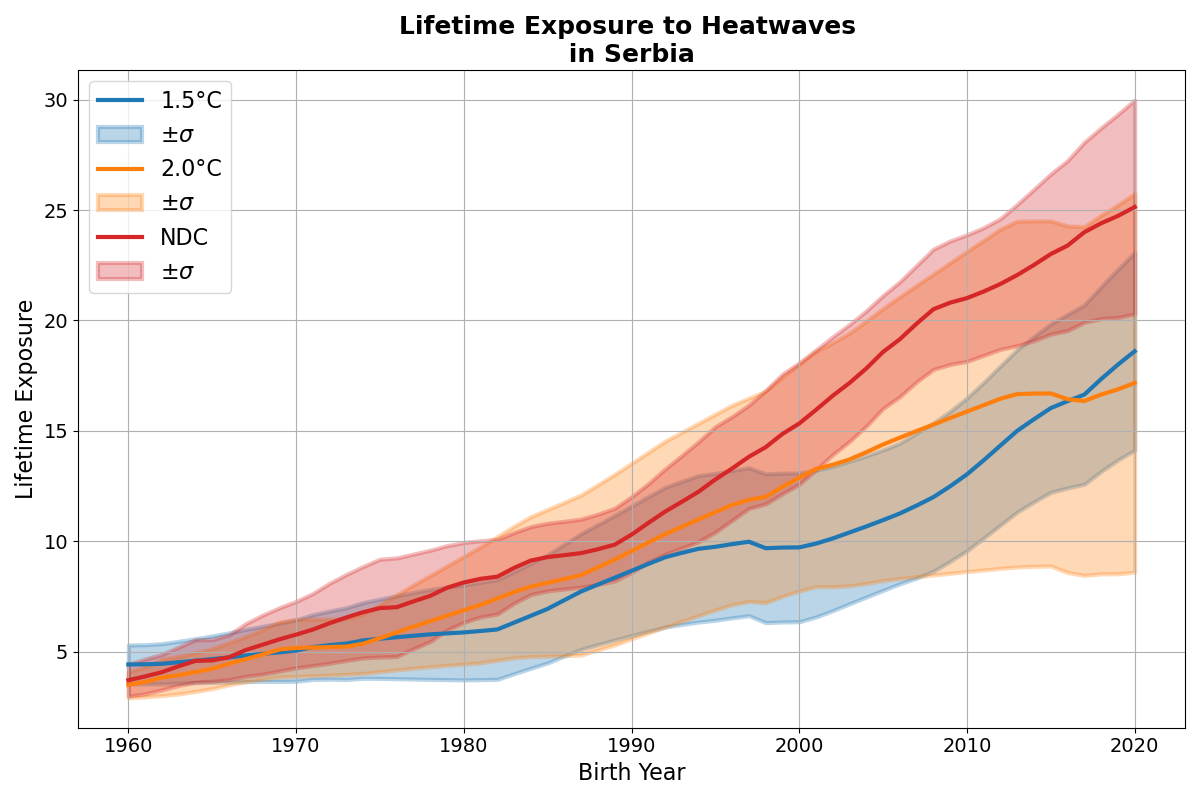 Lifetime Exposure to Heatwaves
in Serbia
1.5°C
±σ
2.0°C
±σ
NDC
±σ
30
25
20
15
10
5
Lifetime Exposure
1960 1970 1980 1990 2000 2010 2020
Birth Year